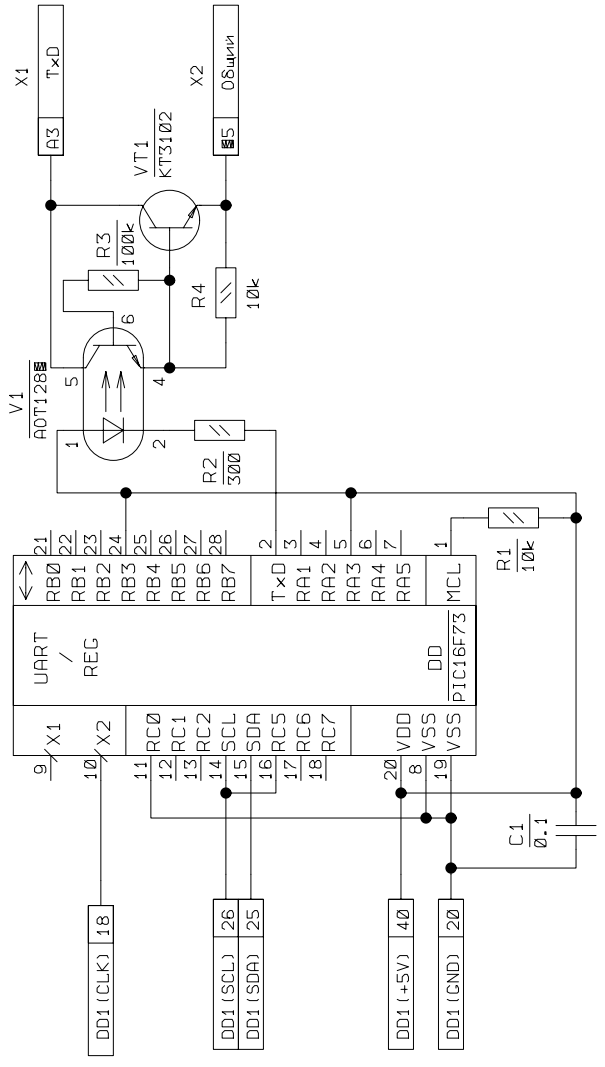 DD1(CLK) 18
DD1(SCL) 26
DD1(SDA) 25
DD1(+5V) 40
DD1(GND) 20
C1
0.1
9 X1
10 X2
11 RC0
12 RC1
13 RC2
14 SCL
15 SDA
16 RC5
17 RC6
18 RC7
20 VDD
8 VSS
19 VSS
UART
/
REG
DD
PIC16F73
RB0 21
RB1 22
RB2 23
RB3 24
RB4 25
RB5 26
RB6 27
RB7 28
TxD 2
RA1 3
RA2 4
RA3 5
RA4 6
RA5 7
MCL 1
R1
10k
R2
300
V1
АОТ128
1
2
5
4
6
R3
100k
R4
10k
VT1
КТ3102
X1
A3 TxD
X2
Общий